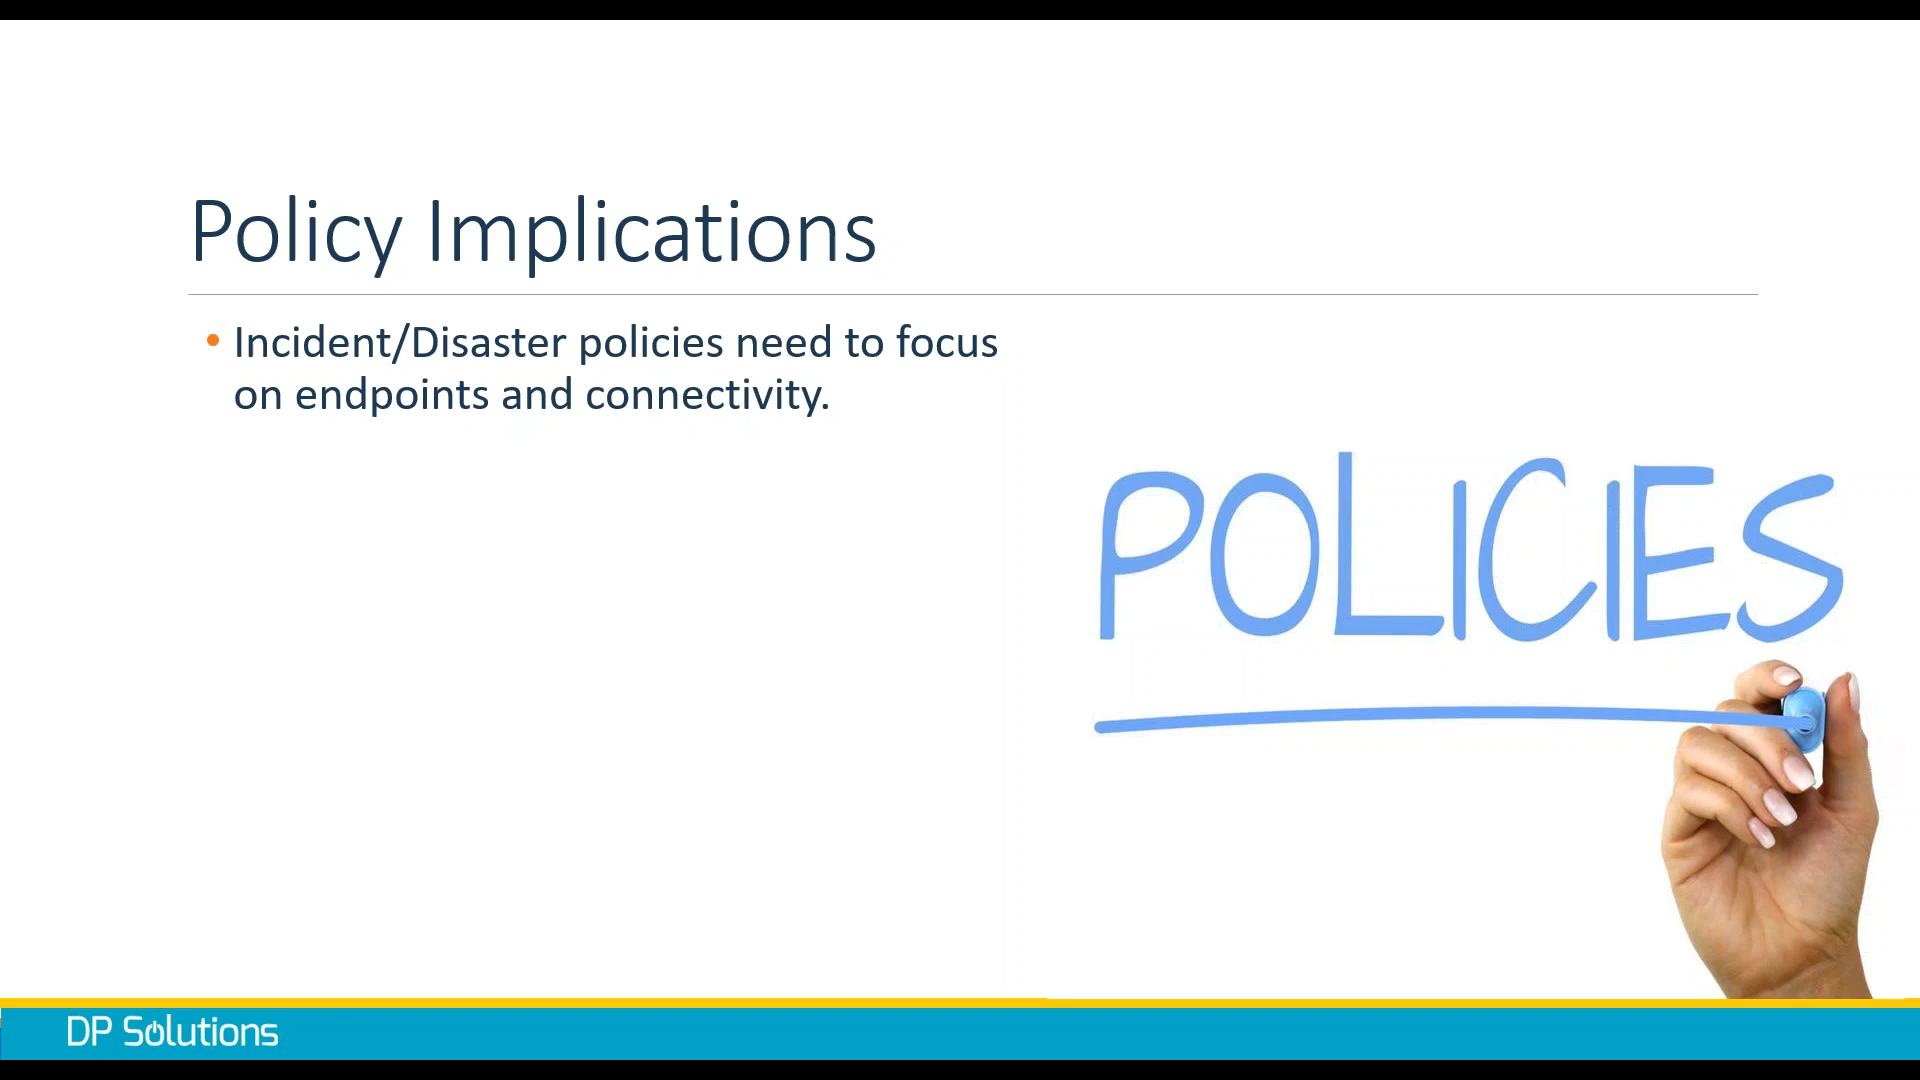 Policy Implications
• Incident/Disaster policies need to focus
on endpoints and connectivity.
POLICIES
DP Solutions